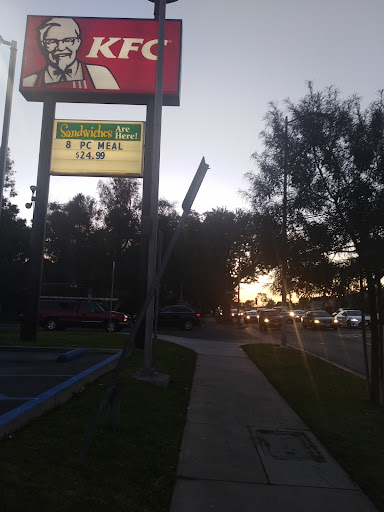 KFC
Sandwiches Are Here!
8 PC MEAL
$24.99